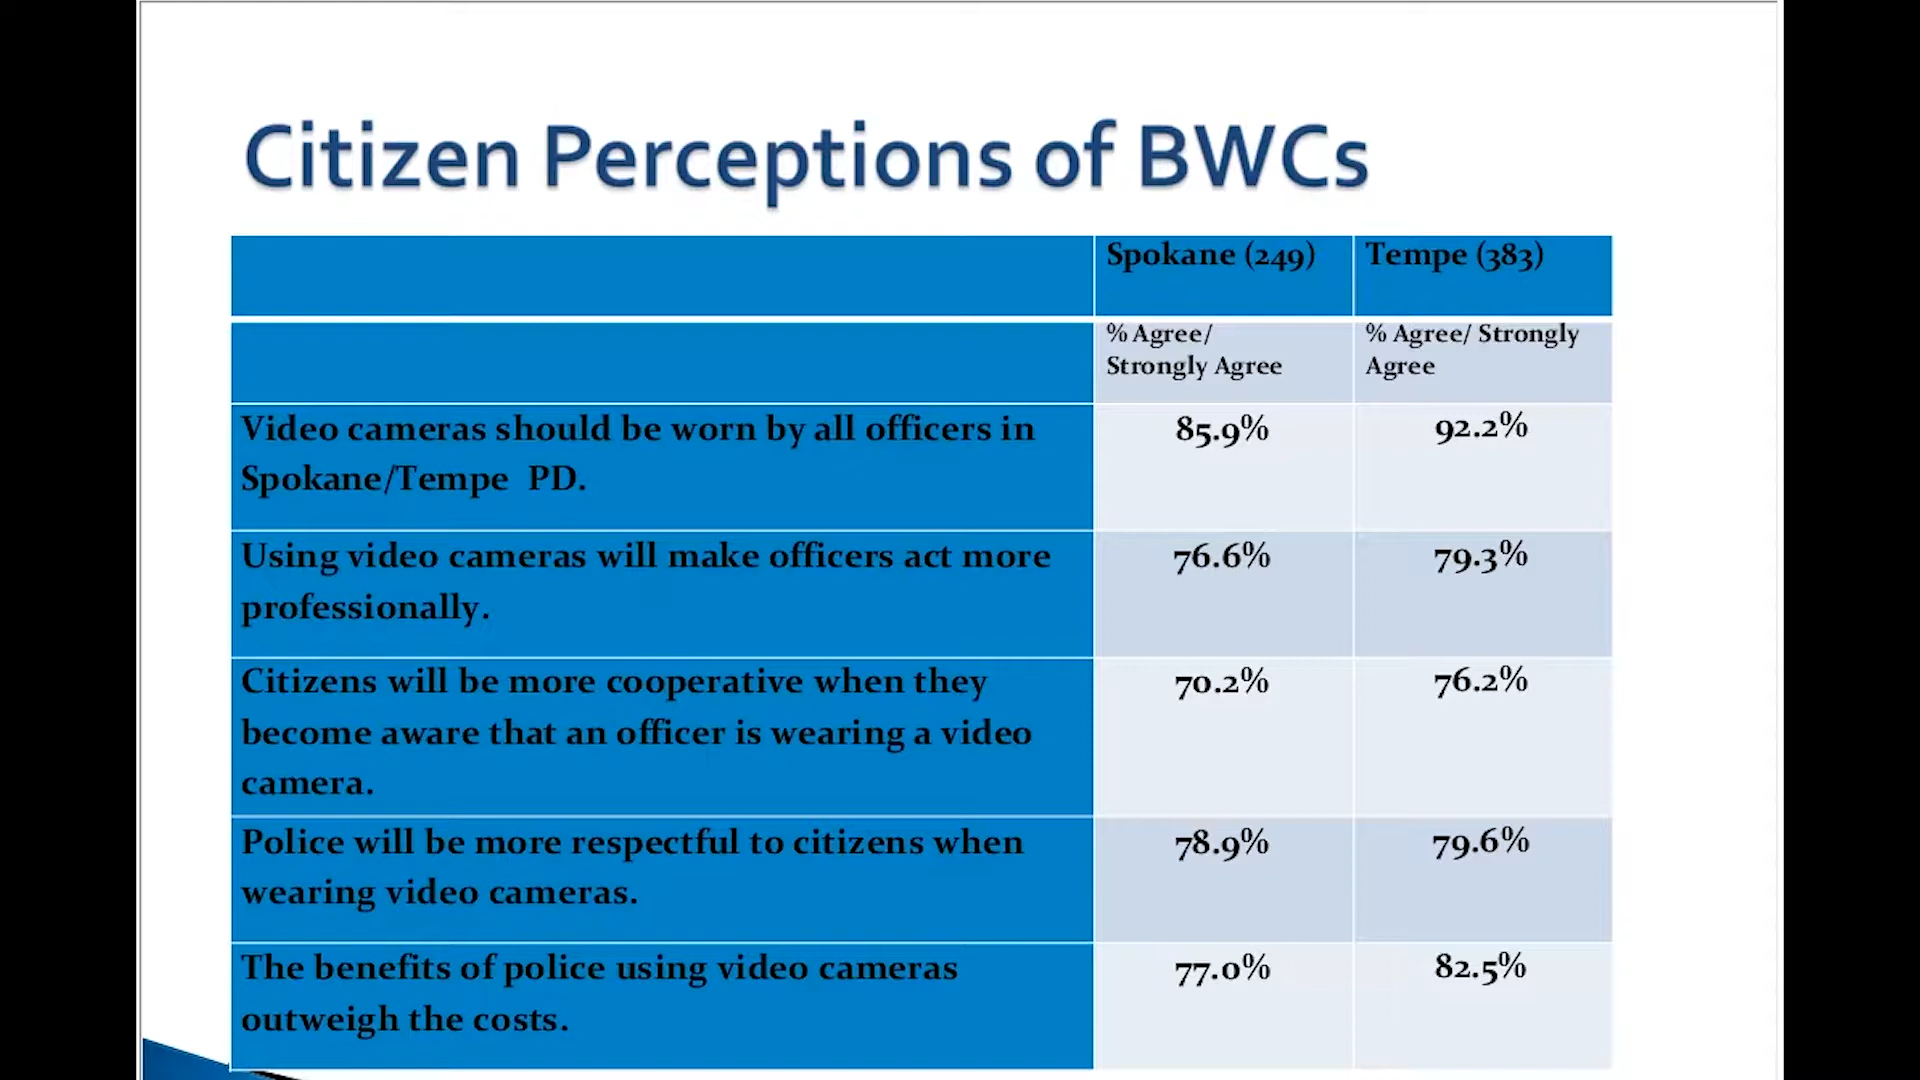 Citizen Perceptions of BWCs
Spokane (249) Tempe (383)
% Agree/ % Agree/ Strongly
Strongly Agree Agree
Video cameras should be worn by all officers in 85.9% 92.2%
Spokane/Tempe PD.
Using video cameras will make officers act more 76.6% 79.3%
professionally.
Citizens will be more cooperative when they 70.2% 76.2%
become aware that an officer is wearing a video
camera.
Police will be more respectful to citizens when 78.9% 79.6%
wearing video cameras.
The benefits of police using video cameras 77.0% 82.5%
outweigh the costs.